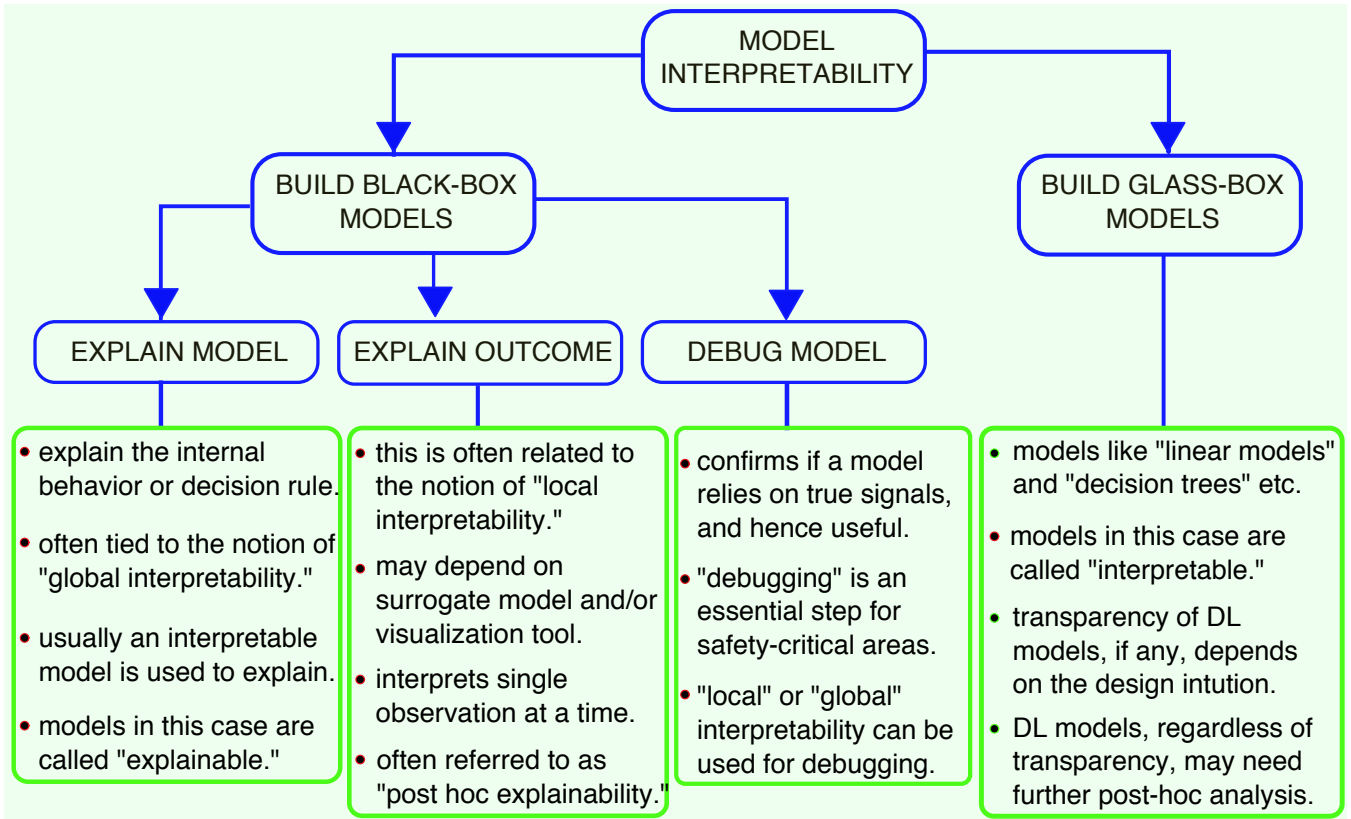 MODEL
INTERPRETABILITY
BUILD BLACK-BOX
MODELS
BUILD GLASS-BOX
MODELS
EXPLAIN MODEL
EXPLAIN OUTCOME
DEBUG MODEL
• explain the internal
behavior or decision rule.
• often tied to the notion of
"global interpretability."
• usually an interpretable
model is used to explain.
• models in this case are
called "explainable."
• this is often related to
the notion of "local
interpretability."
• may depend on
surrogate model and/or
visualization tool.
• interprets single
observation at a time.
• often referred to as
"post hoc explainability."
• confirms if a model
relies on true signals,
and hence useful.
• "debugging" is an
essential step for
safety-critical areas.
• "local" or "global"
interpretability can be
used for debugging.
• models like "linear models"
and "decision trees" etc.
• models in this case are
called "interpretable."
• transparency of DL
models, if any, depends
on the design intution.
• DL models, regardless of
transparency, may need
further post-hoc analysis.